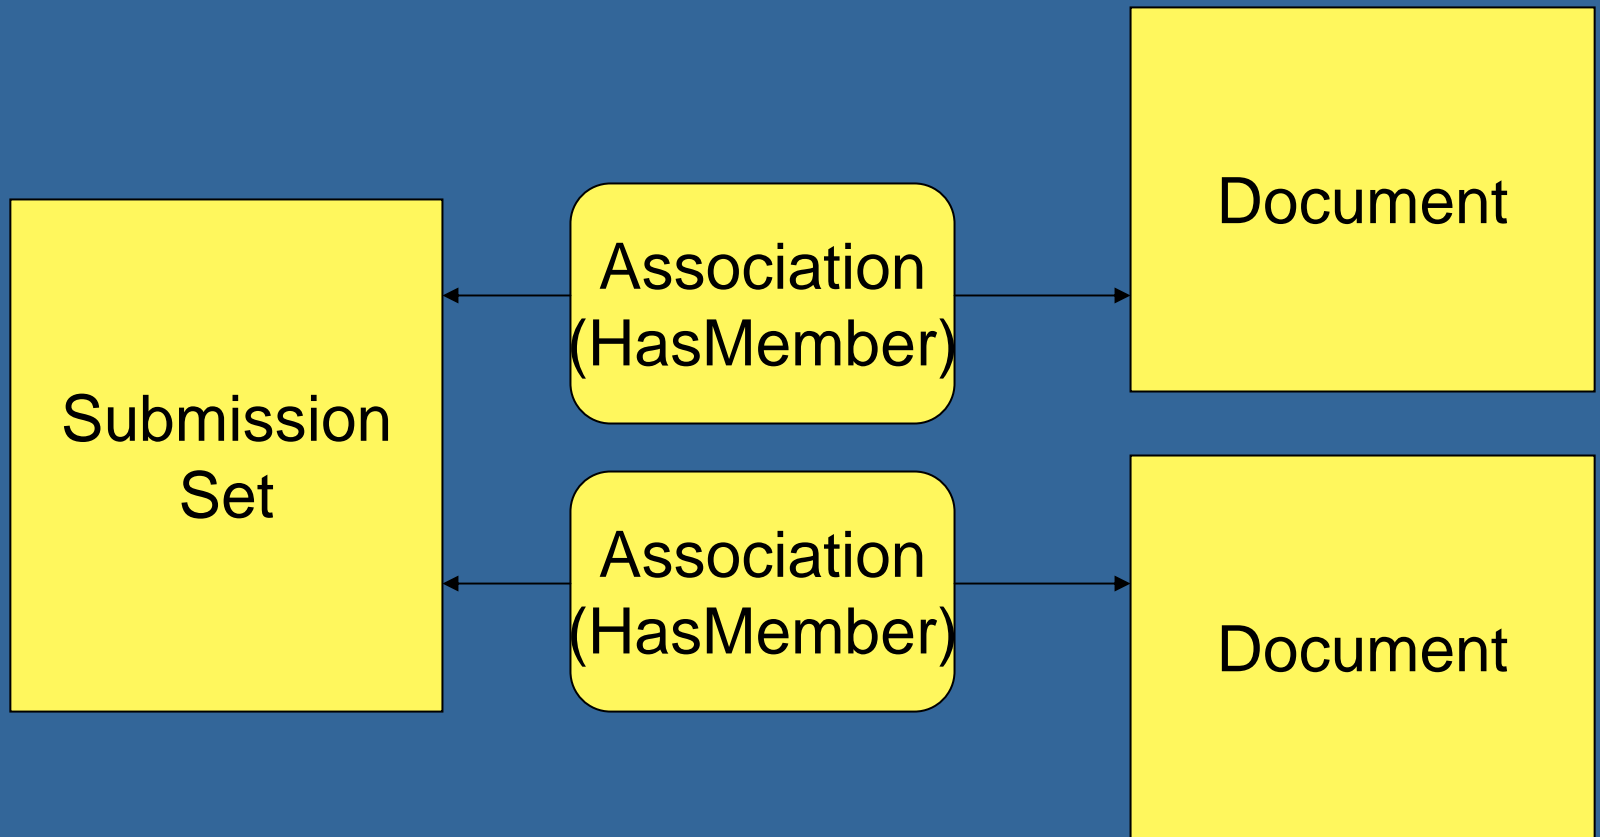 Submission
Set
Association
(HasMember)
Association
(HasMember)
Document
Document